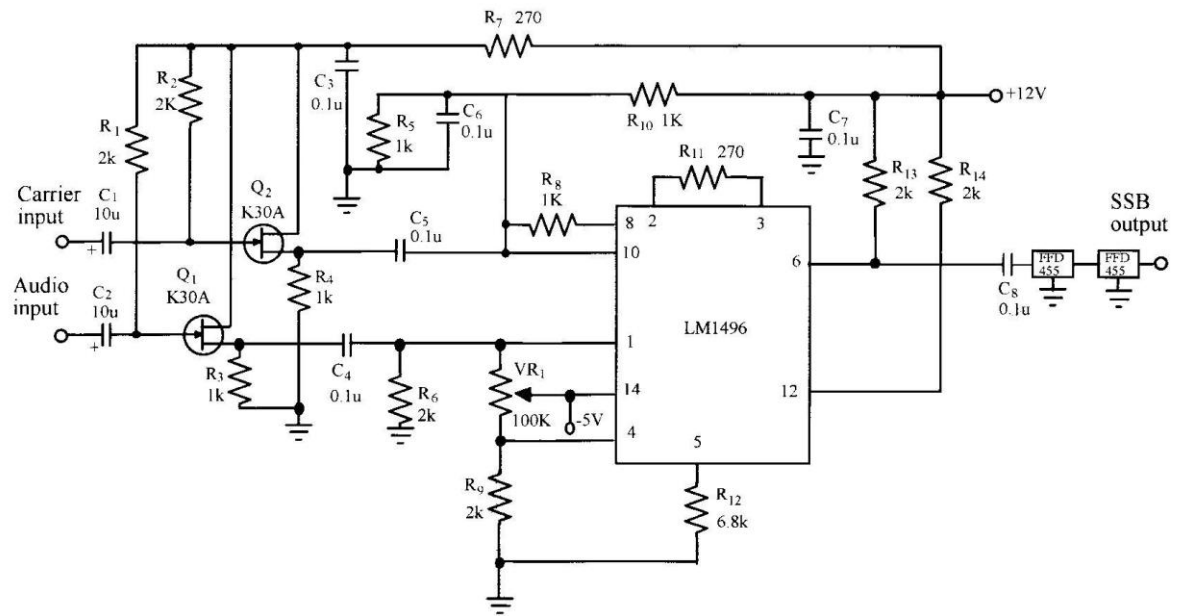 R7 270
R2
2K
C3
0.1u
R1
2k
R5
1k
C6
0.1u
R10 1K
C7
0.1u
+12V
R11 270
R13
2k
R14
2k
Carrier
input
C1
10u
Q2
K30A
C5
0.1u
R8
1K
8
2
3
10
6
SSB
output
FFD
455
FFD
455
C8
0.1u
Audio
input
C2
10u
Q1
K30A
R4
1k
LM1496
R3
1k
C4
0.1u
R6
2k
VR1
100K
-5V
1
14
4
5
12
R9
2k
R12
6.8k